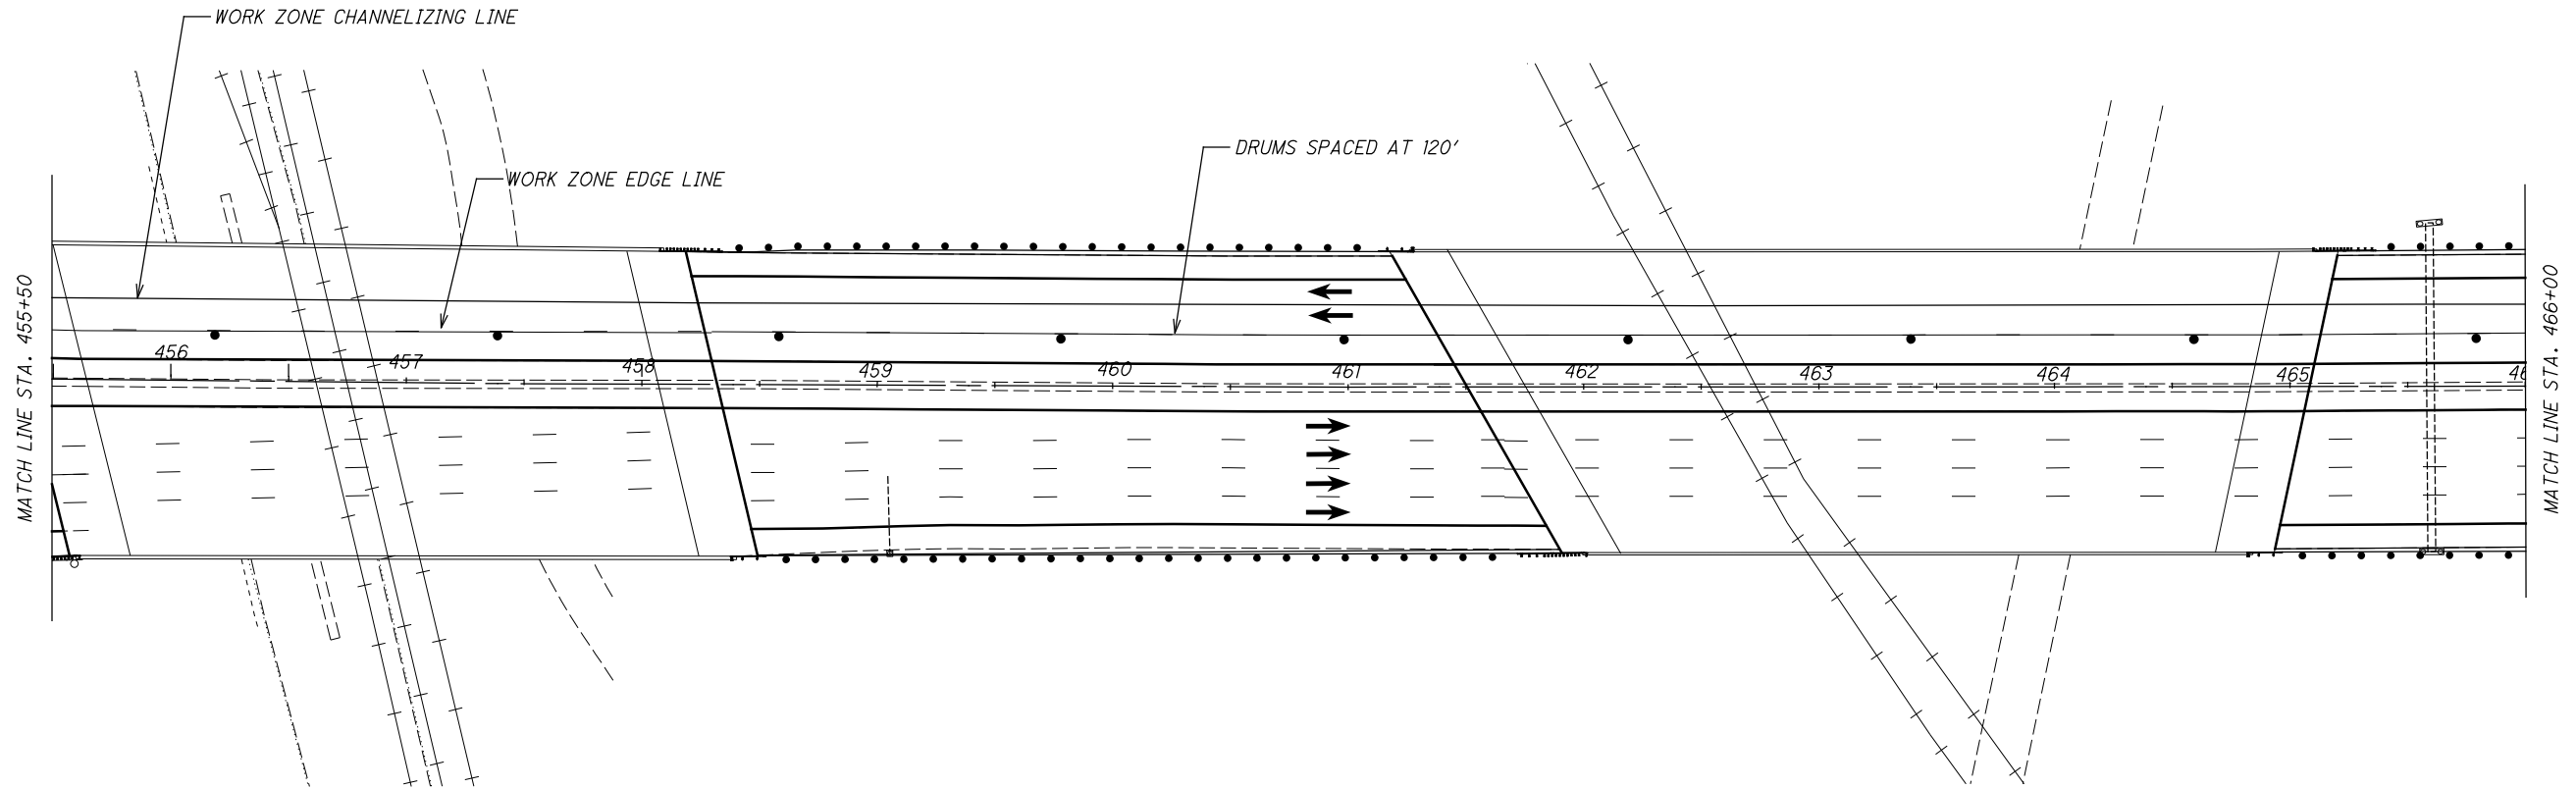 WORK ZONE CHANNELIZING LINE
DRUMS SPACED AT 120'
WORK ZONE EDGE LINE
MATCH LINE STA. 455+50
456
457
458
459
460
461
462
463
464
465
46
MATCH LINE STA. 466+00